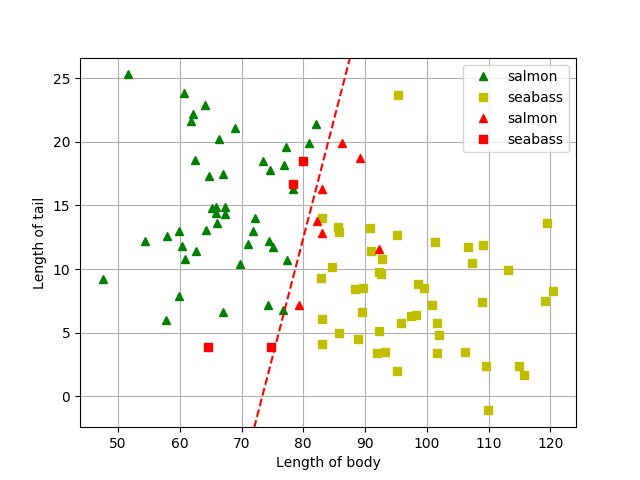 25
20
15
10
5
0
Length of tail
50 60 70 80 90 100 110 120
Length of body
salmon
seabass
salmon
seabass